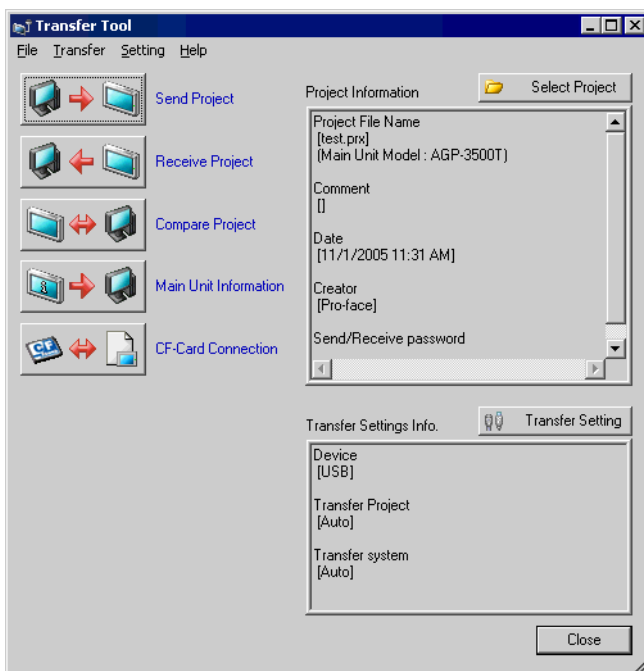 Transfer Tool
File Transfer Setting Help
Send Project
Receive Project
Compare Project
Main Unit Information
CF
CF-Card Connection
Project Information
Select Project
Project File Name
[test.prx]
(Main Unit Model : AGP-3500T)
Comment
[]
Date
[11/1/2005 11:31 AM]
Creator
[Pro-face]
Send/Receive password
Transfer Settings Info.
Transfer Setting
Device
[USB]
Transfer Project
[Auto]
Transfer system
[Auto]
Close